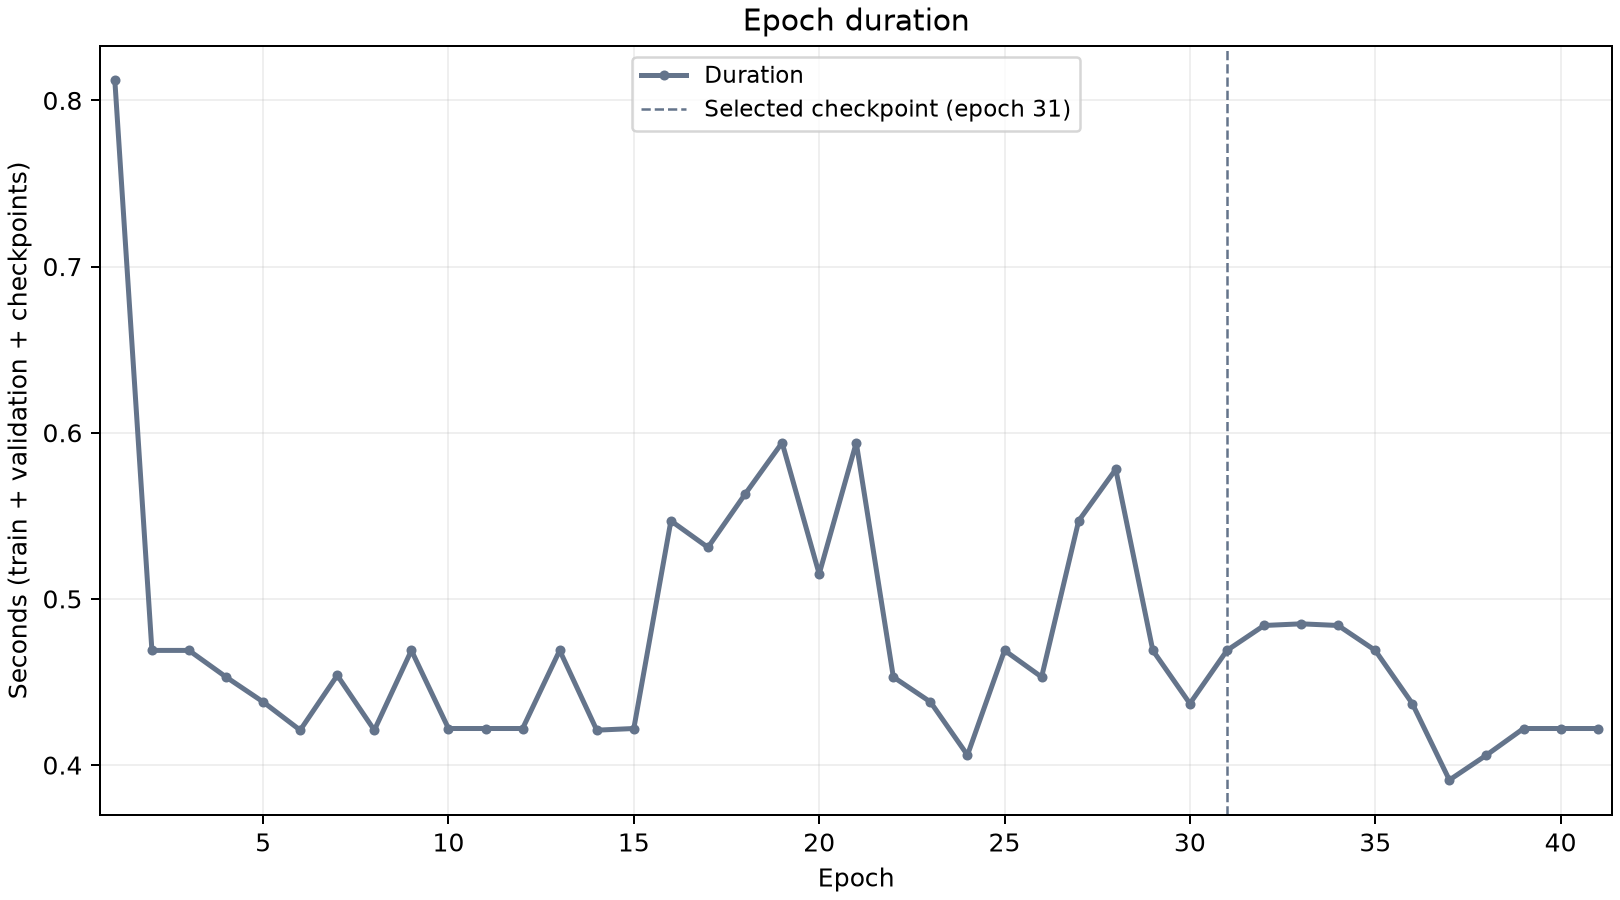 Epoch duration
Duration
Selected checkpoint (epoch 31)
Seconds (train + validation + checkpoints)
0.8
0.7
0.6
0.5
0.4
5 10 15 20 25 30 35 40
Epoch